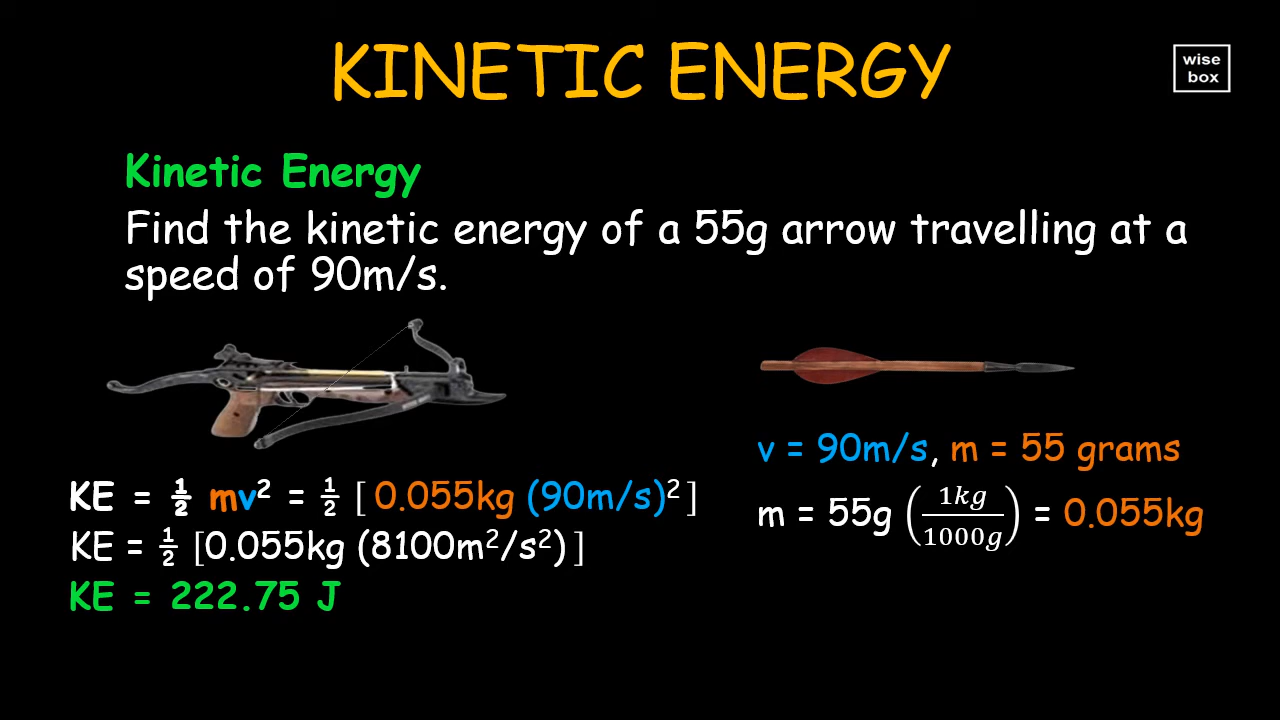 KINETIC ENERGY
wise
box
Kinetic Energy
Find the kinetic energy of a 55g arrow travelling at a
speed of 90m/s.
v = 90m/s, m = 55 grams
m = 55g (1kg/1000g) = 0.055kg
KE = ½ mv² = ½ [ 0.055kg (90m/s)² ]
KE = ½ [0.055kg (8100m²/s²) ]
KE = 222.75 J